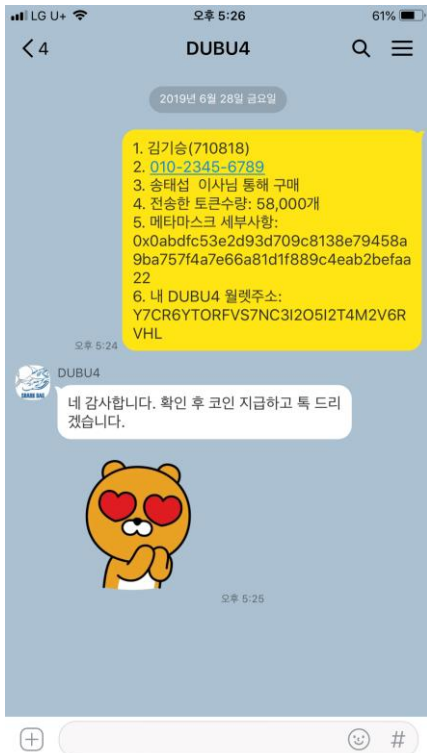 LG U+ 오후 5:26 61%
4 DUBU4
2019년 6월 28일 금요일
1. 김기승(710818)
2. 010-2345-6789
3. 송태섭 이사님 통해 구매
4. 전송한 토큰수량: 58,000개
5. 메타마스크 세부사항:
0x0abdfc53e2d93d709c8138e79458a
9ba757f4a7e66a81d1f889c4eab2befaa
22
6. 내 DUBU4 월렛주소:
Y7CR6YTORFVS7NC3I2O5I2T4M2V6R
VHL
오후 5:24
DUBU4
네 감사합니다. 확인 후 코인 지급하고 톡 드리
겠습니다.
오후 5:25
#